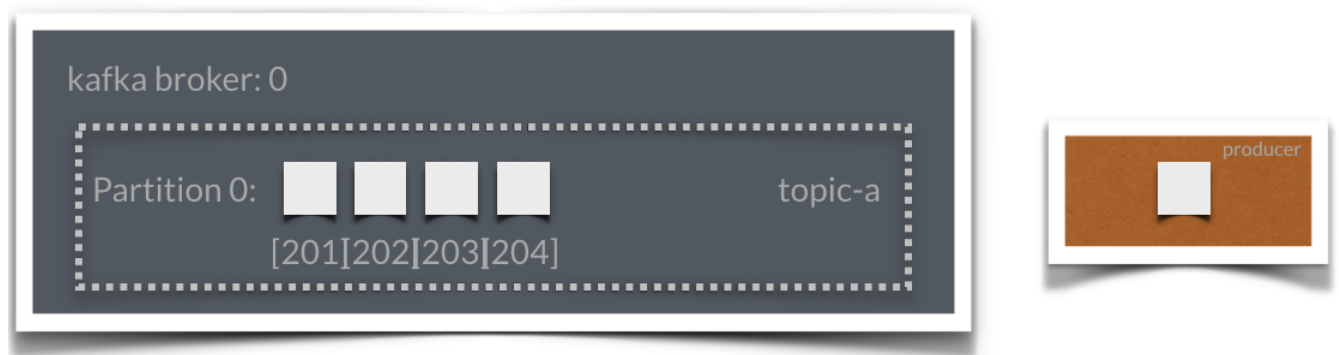 kafka broker: 0
producer
Partition 0:
topic-a
[201][202][203][204]